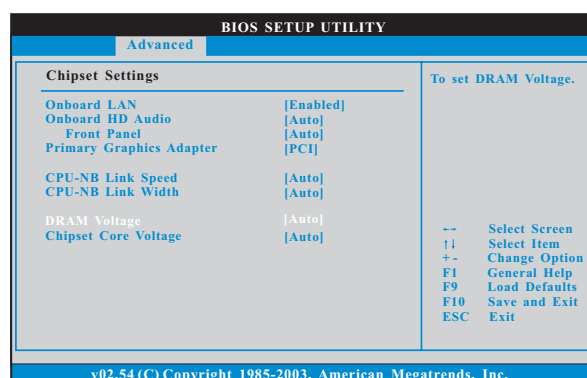 BIOS SETUP UTILITY
Advanced
Chipset Settings
Onboard LAN [Enabled]
Onboard HD Audio [Auto]
Front Panel [Auto]
Primary Graphics Adapter [PCI]
CPU-NB Link Speed [Auto]
CPU-NB Link Width [Auto]
DRAM Voltage [Auto]
Chipset Core Voltage [Auto]
To set DRAM Voltage.
←→ Select Screen
↑↓ Select Item
+- Change Option
F1 General Help
F9 Load Defaults
F10 Save and Exit
ESC Exit
v02.54 (C) Copyright 1985-2003, American Megatrends, Inc.